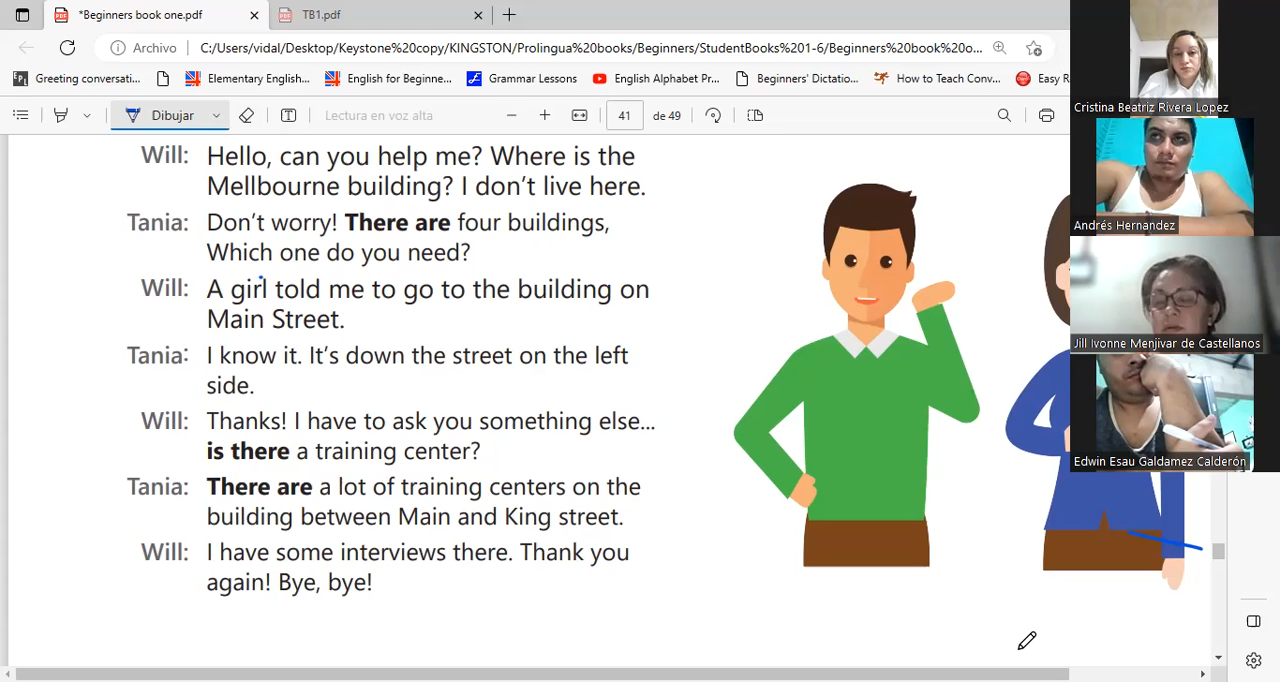 *Beginners book one.pdf
TB1.pdf
Archivo
C:/Users/vidal/Desktop/Keystone%20copy/KINGSTON/Prolingua%20books/Beginners/StudentBooks%201-6/Beginners%20book%20o...
Greeting conversati...
Elementary English...
English for Beginne...
Grammar Lessons
English Alphabet Pr...
Beginners' Dictatio...
How to Teach Conv...
Easy R
Dibujar
Lectura en voz alta
41
de 49
Will: Hello, can you help me? Where is the
Mellbourne building? I don't live here.
Tania: Don't worry! There are four buildings,
Which one do you need?
Will: A girl told me to go to the building on
Main Street.
Tania: I know it. It's down the street on the left
side.
Will: Thanks! I have to ask you something else...
is there a training center?
Tania: There are a lot of training centers on the
building between Main and King street.
Will: I have some interviews there. Thank you
again! Bye, bye!
Cristina Beatriz Rivera Lopez
Andrés Hernandez
Jill Ivonne Menjivar de Castellanos
Edwin Esau Galdamez Calderón